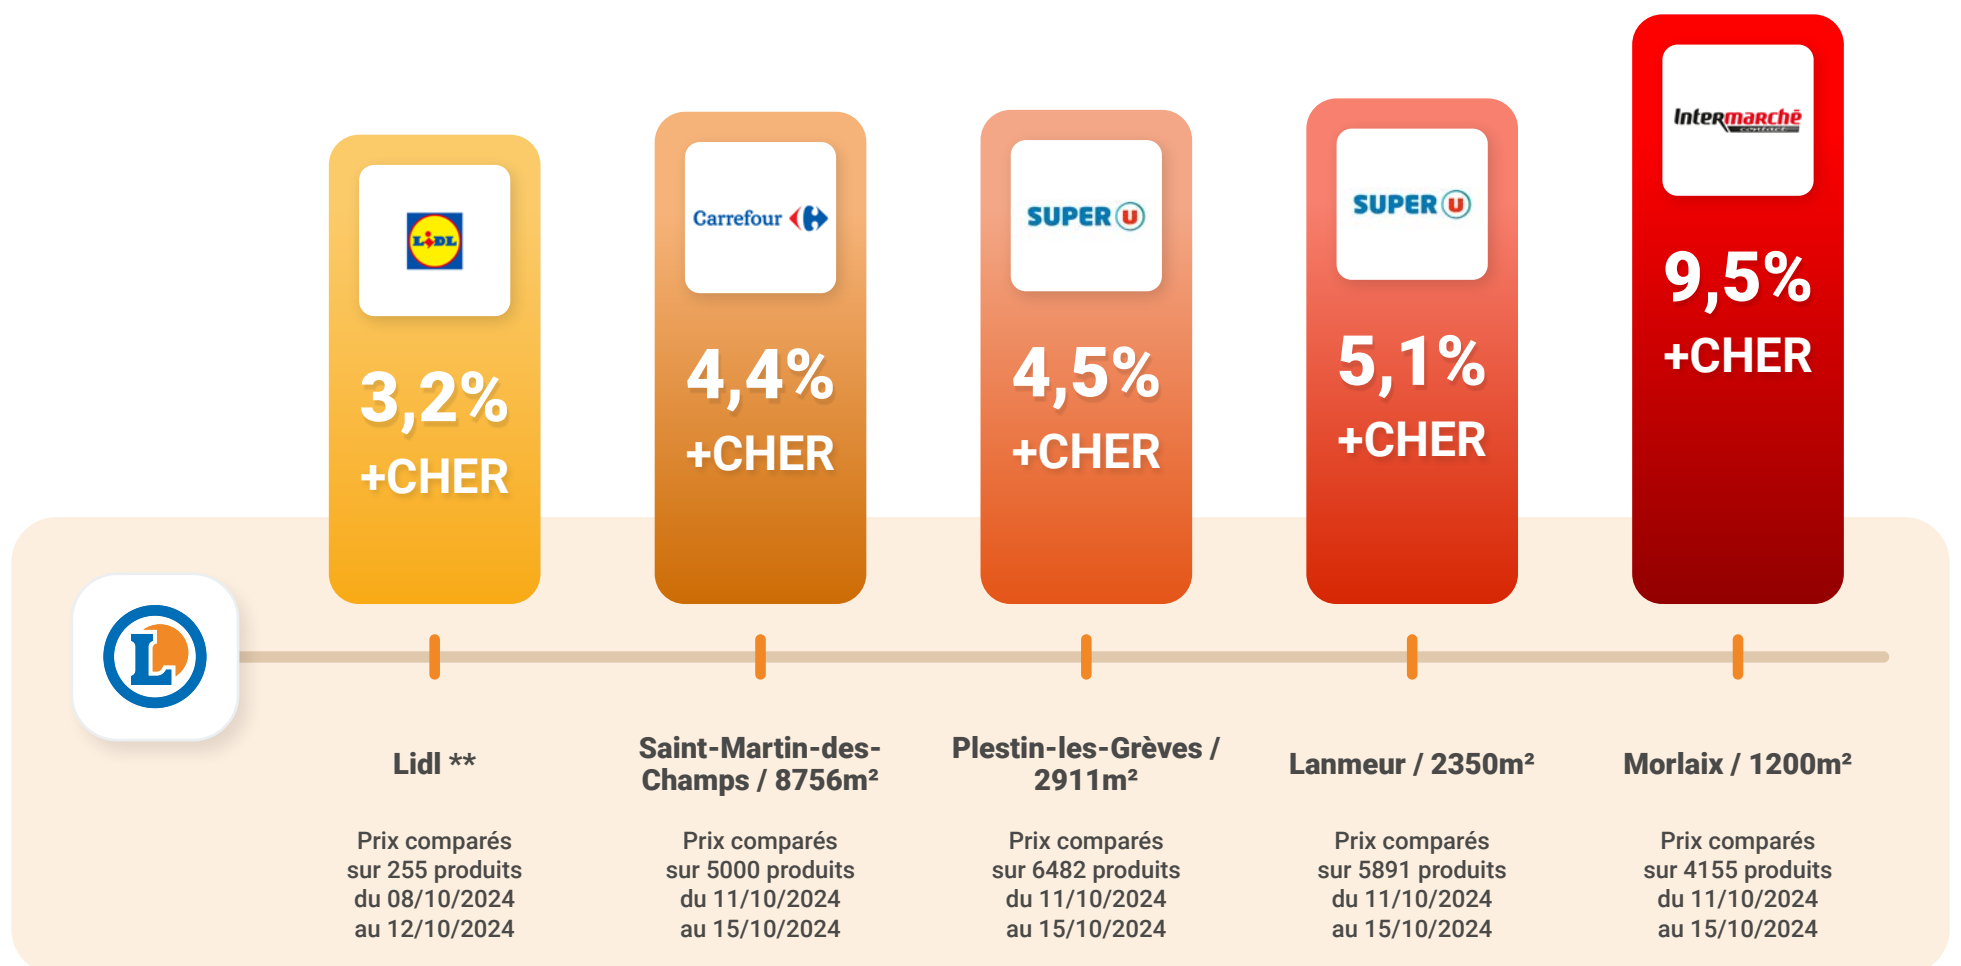 LIDL
3,2%
+CHER
Carrefour
4,4%
+CHER
SUPER U
4,5%
+CHER
SUPER U
5,1%
+CHER
Intermarchē
contact
9,5%
+CHER
L
Lidl **
Prix comparés
sur 255 produits
du 08/10/2024
au 12/10/2024
Saint-Martin-des-
Champs / 8756m²
Prix comparés
sur 5000 produits
du 11/10/2024
au 15/10/2024
Plestin-les-Grèves /
2911m²
Prix comparés
sur 6482 produits
du 11/10/2024
au 15/10/2024
Lanmeur / 2350m²
Prix comparés
sur 5891 produits
du 11/10/2024
au 15/10/2024
Morlaix / 1200m²
Prix comparés
sur 4155 produits
du 11/10/2024
au 15/10/2024